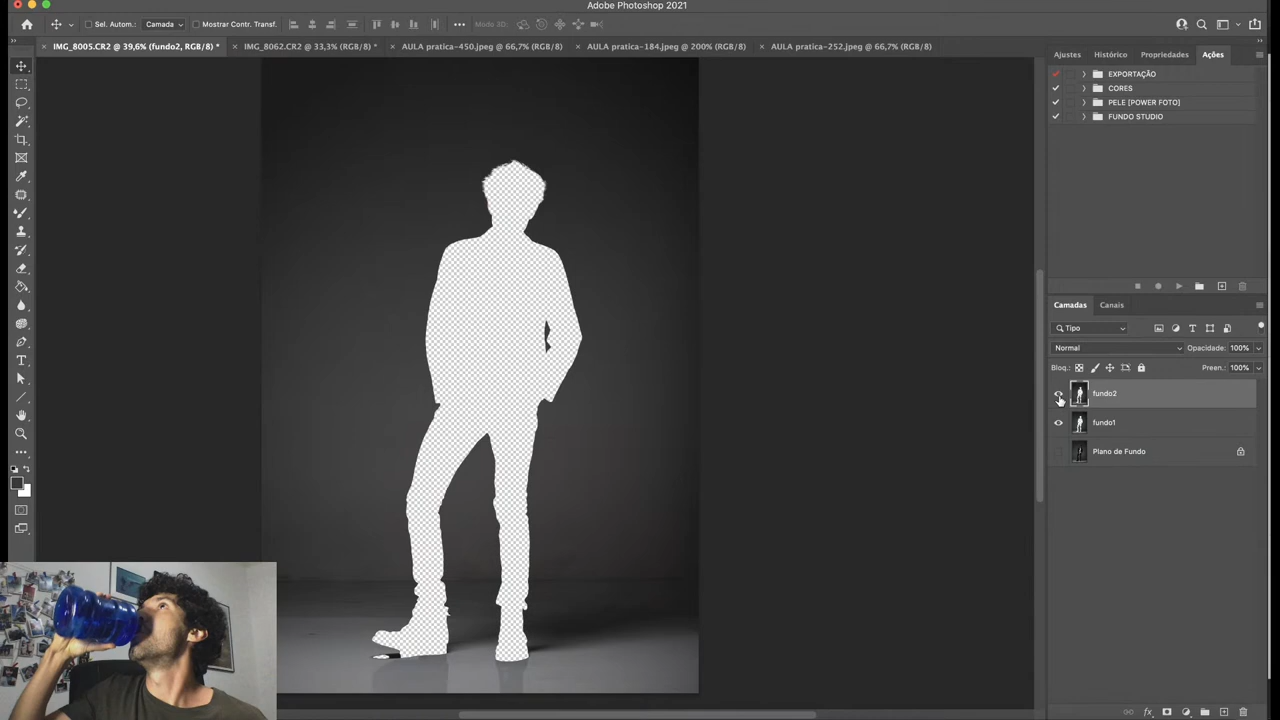 Adobe Photoshop 2021
Sel. Autom.: Camada Mostrar Contr. Transf. Modo 3D:
IMG_8005.CR2 @ 39,6% (fundo2, RGB/8) * IMG_8062.CR2 @ 33,3% (RGB/8) * AULA pratica-450.jpeg @ 66,7% (RGB/8) AULA pratica-184.jpeg @ 200% (RGB/8) AULA pratica-252.jpeg @ 66,7% (RGB/8)
Ajustes Histórico Propriedades Ações
EXPORTAÇÃO
CORES
PELE [POWER FOTO]
FUNDO STUDIO
Camadas Canais
Tipo
Normal Opacidade: 100%
Bloq.: Preen.: 100%
fundo2
fundo1
Plano de Fundo
fx